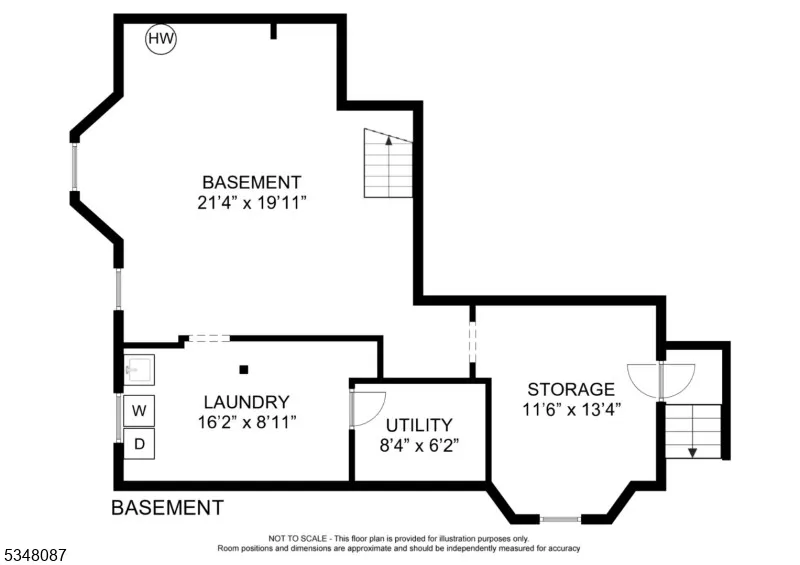 HW
BASEMENT
21'4” x 19'11”
STORAGE
11'6” x 13'4”
LAUNDRY
16'2” x 8'11”
W
D
UTILITY
8'4” x 6'2”
BASEMENT
NOT TO SCALE - This floor plan is provided for illustration purposes only.
Room positions and dimensions are approximate and should be independently measured for accuracy
5348087